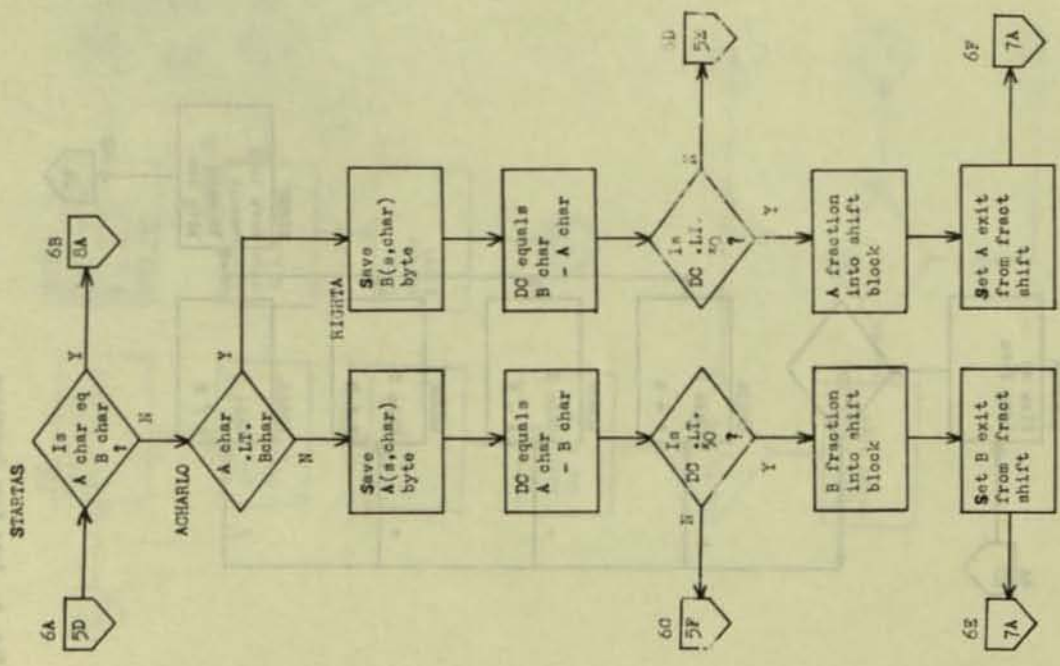 STARTAS
6A
5D
Is
A char eq
B char
?
Y
6B
8A
N
ACHARLO
A char
.LT.
Bchar
Y
N
RIGHTA
Save
A(s,char)
byte
Save
B(s,char)
byte
DC equals
A char
- B char
DC equals
B char
- A char
6C
5F
N
Is
DC .LT.
50
?
Y
Is
DC .LT.
50
?
N
6D
5E
Y
B fraction
into shift
block
A fraction
into shift
block
6E
7A
Set B exit
from fract
shift
Set A exit
from fract
shift
6F
7A